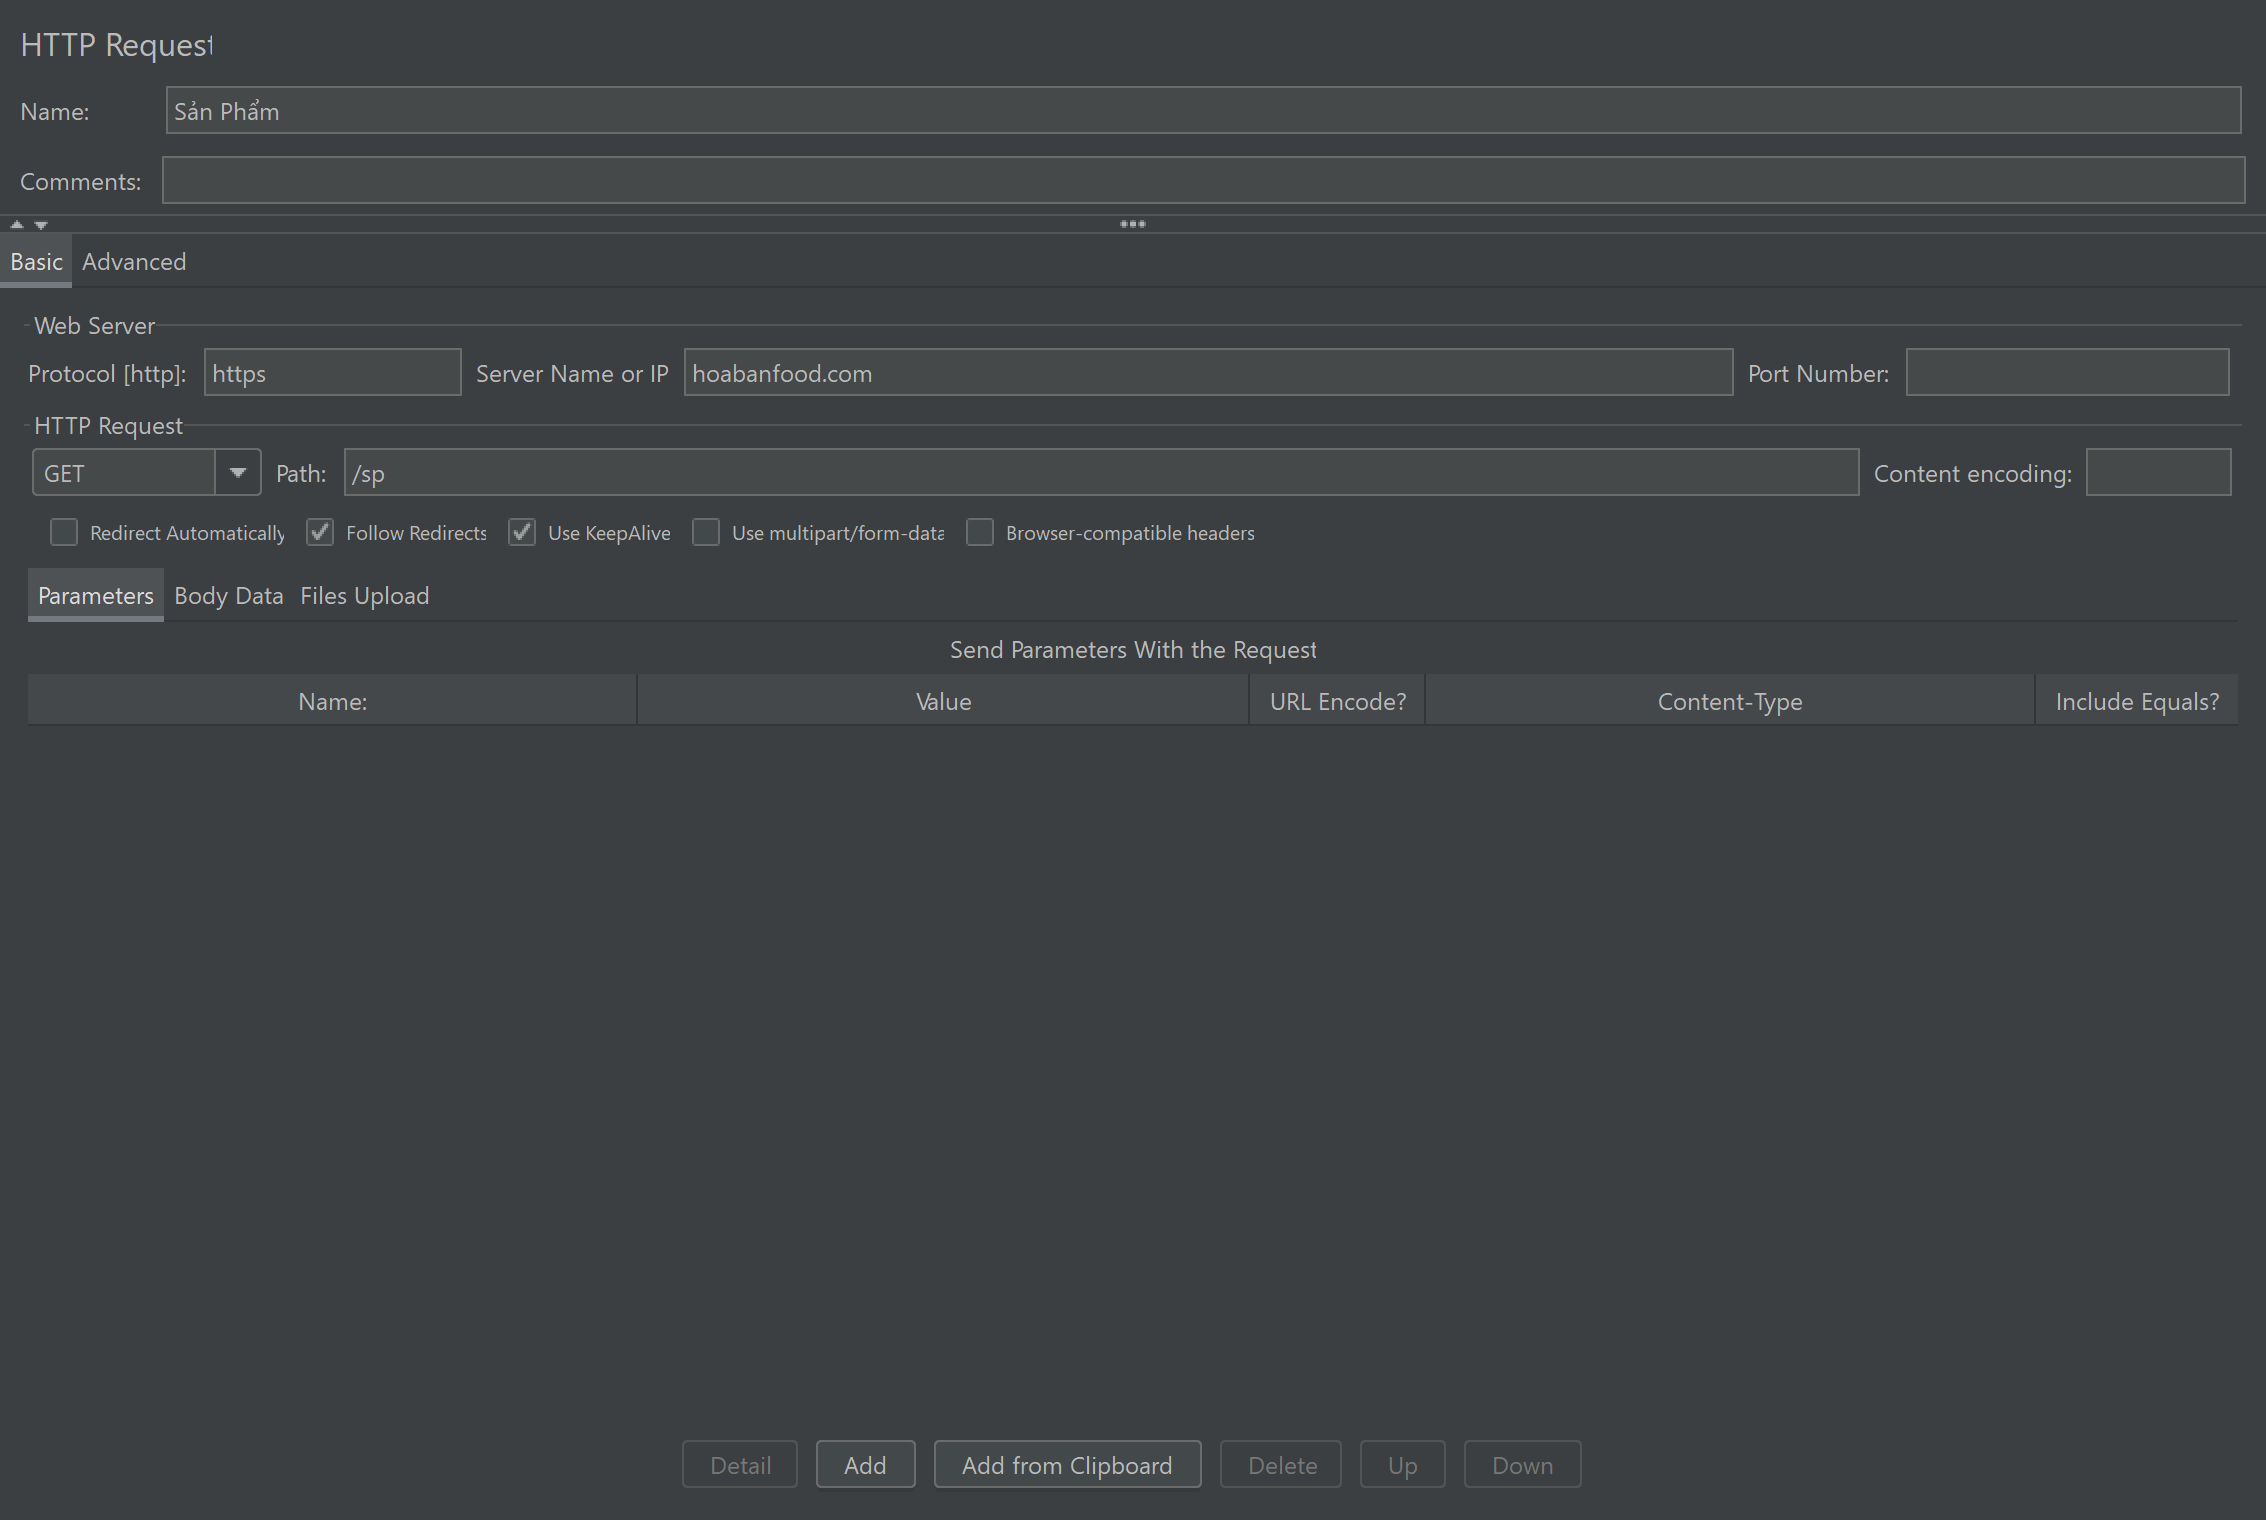 HTTP Request
Name: Sản Phẩm
Comments:
Basic Advanced
Web Server
Protocol [http]: https Server Name or IP hoabanfood.com Port Number:
HTTP Request
GET Path: /sp Content encoding:
Redirect Automatically Follow Redirects Use KeepAlive Use multipart/form-data Browser-compatible headers
Parameters Body Data Files Upload
Send Parameters With the Request
Name: Value URL Encode? Content-Type Include Equals?
Detail Add Add from Clipboard Delete Up Down